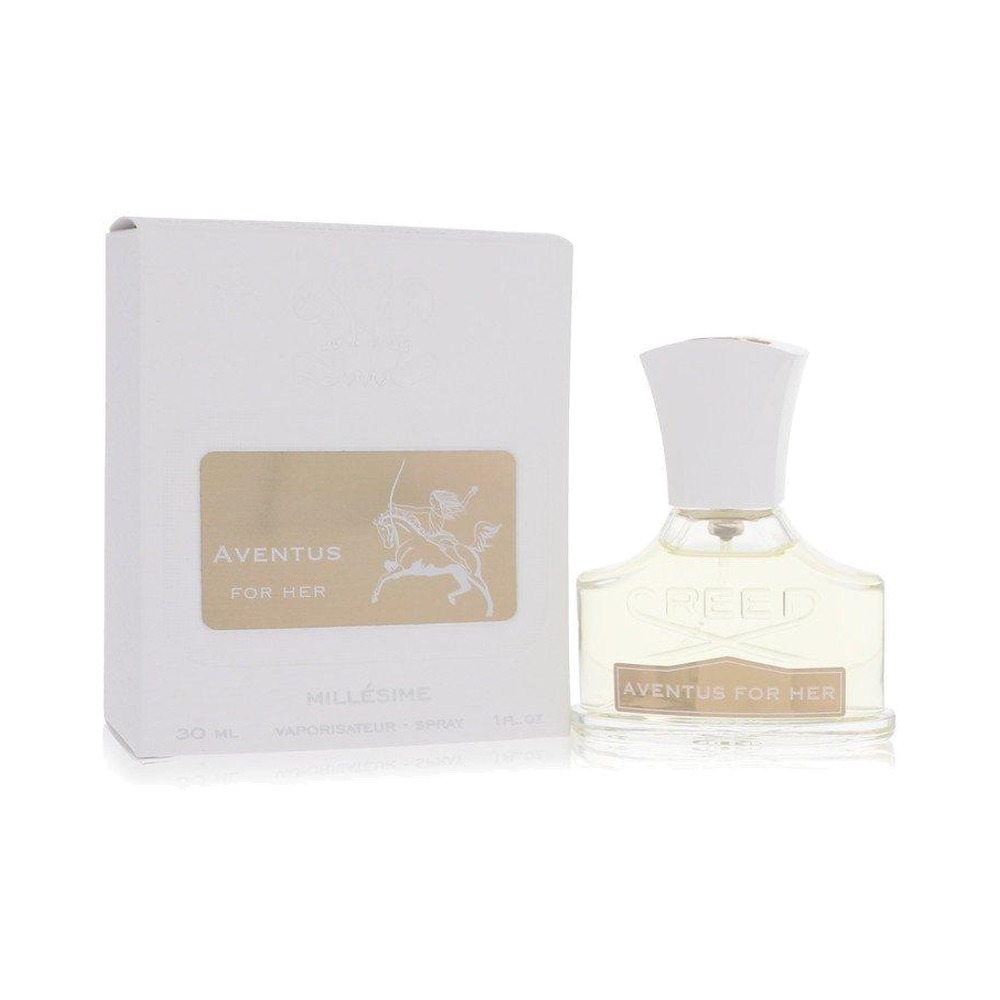 AVENTUS
FOR HER
MILLÉSIME
30 ML VAPORISATEUR - SPRAY 1 FL. OZ
CREED
AVENTUS FOR HER